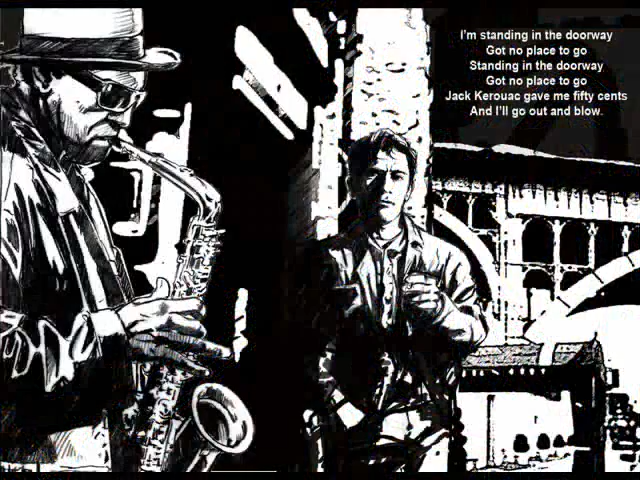 I'm standing in the doorway
Got no place to go
Standing in the doorway
Got no place to go
Jack Kerouac gave me fifty cents
And I'll go out and blow.